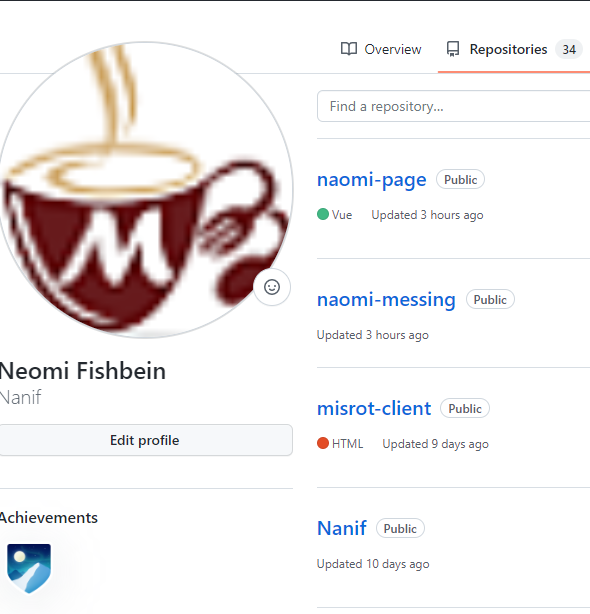 Overview
Repositories 34
Find a repository...
naomi-page Public
Vue Updated 3 hours ago
naomi-messing Public
Updated 3 hours ago
M
Neomi Fishbein
Nanif
Edit profile
misrot-client Public
HTML Updated 9 days ago
Achievements
Nanif Public
Updated 10 days ago